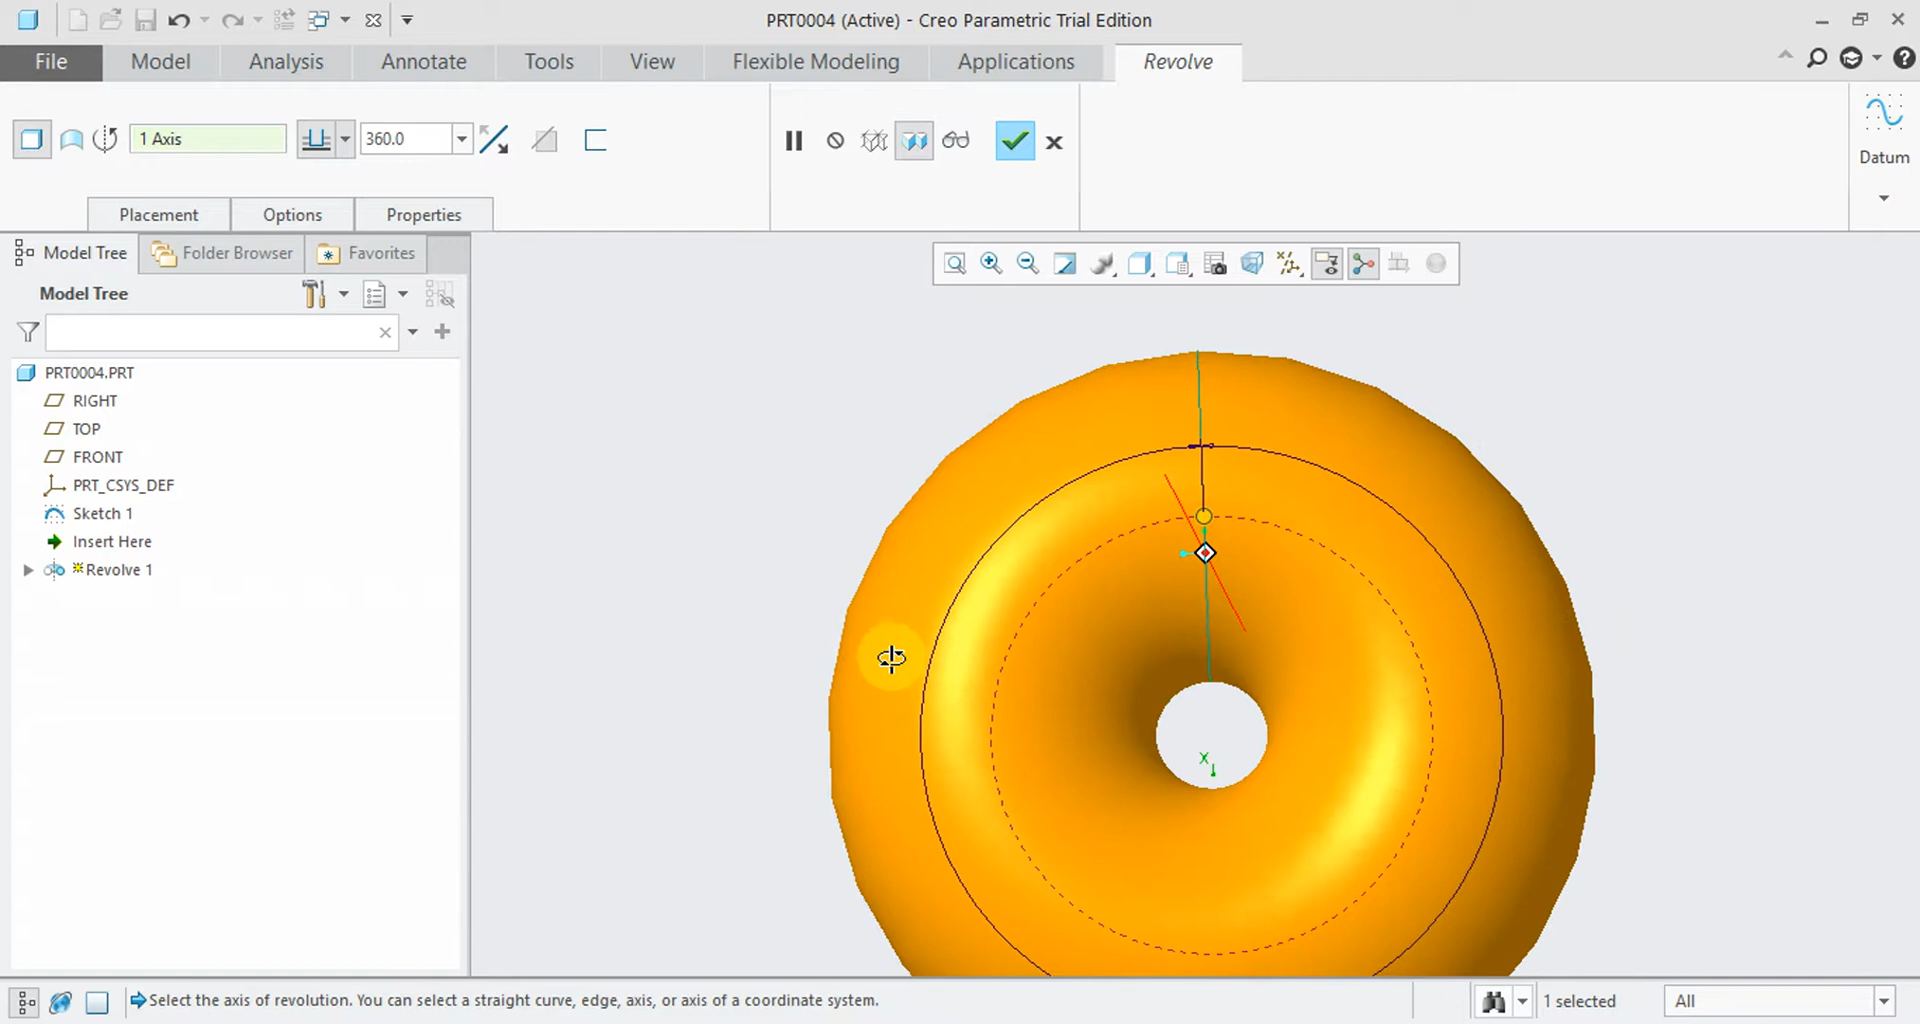 PRT0004 (Active) - Creo Parametric Trial Edition
File Model Analysis Annotate Tools View Flexible Modeling Applications Revolve
1 Axis 360.0
Datum
Placement Options Properties
Model Tree Folder Browser Favorites
Model Tree
PRT0004.PRT
RIGHT
TOP
FRONT
PRT_CSYS_DEF
Sketch 1
Insert Here
Revolve 1
X
Select the axis of revolution. You can select a straight curve, edge, axis, or axis of a coordinate system.
1 selected All